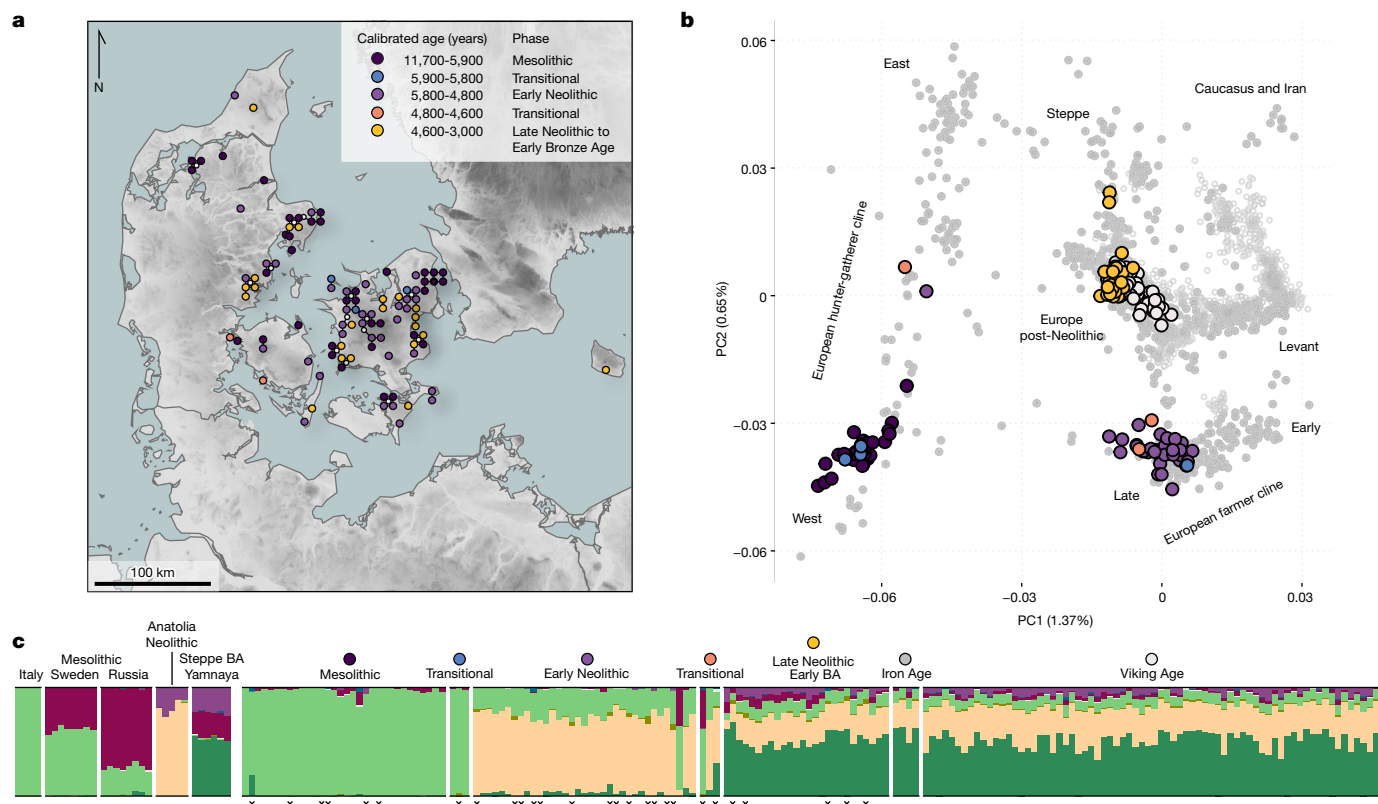 a
N
Calibrated age (years) Phase
11,700-5,900 Mesolithic
5,900-5,800 Transitional
5,800-4,800 Early Neolithic
4,800-4,600 Transitional
4,600-3,000 Late Neolithic to
Early Bronze Age
100 km
b
0.06
0.03
0
−0.03
−0.06
PC2 (0.65%)
−0.06
−0.03
0
0.03
PC1 (1.37%)
East
Steppe
Caucasus and Iran
European hunter-gatherer cline
Europe
post-Neolithic
Levant
Early
Late
European farmer cline
West
c
Italy
Mesolithic
Sweden
Russia
Anatolia
Neolithic
Steppe BA
Yamnaya
Mesolithic
Transitional
Early Neolithic
Transitional
Late Neolithic
Early BA
Iron Age
Viking Age